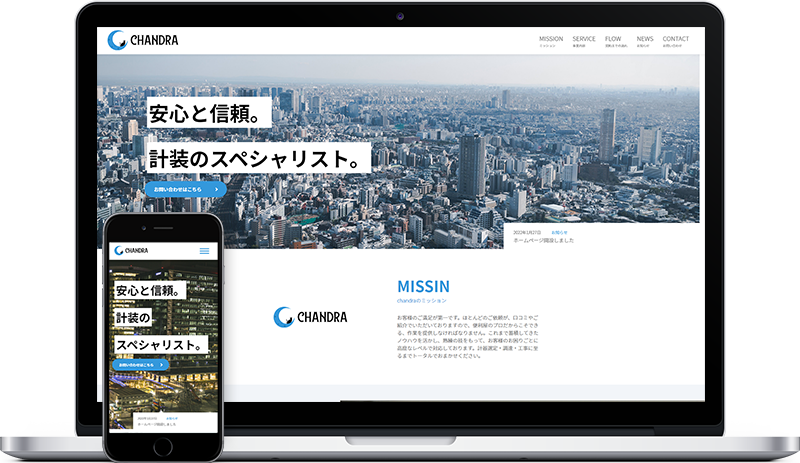 CHANDRA
MISSION SERVICE FLOW NEWS CONTACT
ミッション 事業内容 契約までの流れ お知らせ お問い合わせ
安心と信頼。
計装のスペシャリスト。
お問い合わせはこちら
2022年1月27日 お知らせ
ホームページ開設しました
CHANDRA
MISSIN
chandraのミッション
お客様のご満足が第一です。ほとんどのご依頼が、口コミやご
紹介でいただいておりますので、便利屋のプロだからこそでき
る、作業を提供しなければなりません。これまで蓄積してきた
ノウハウを活かし、熟練の技をもって、お客様のお困りごとに
高度なレベルで対応しております。計器選定・調達・工事に至
るまでトータルでおまかせください。
CHANDRA
安心と信頼。
計装の
スペシャリスト。
お問い合わせはこちら
2022年1月27日 お知らせ
ホームページ開設しました